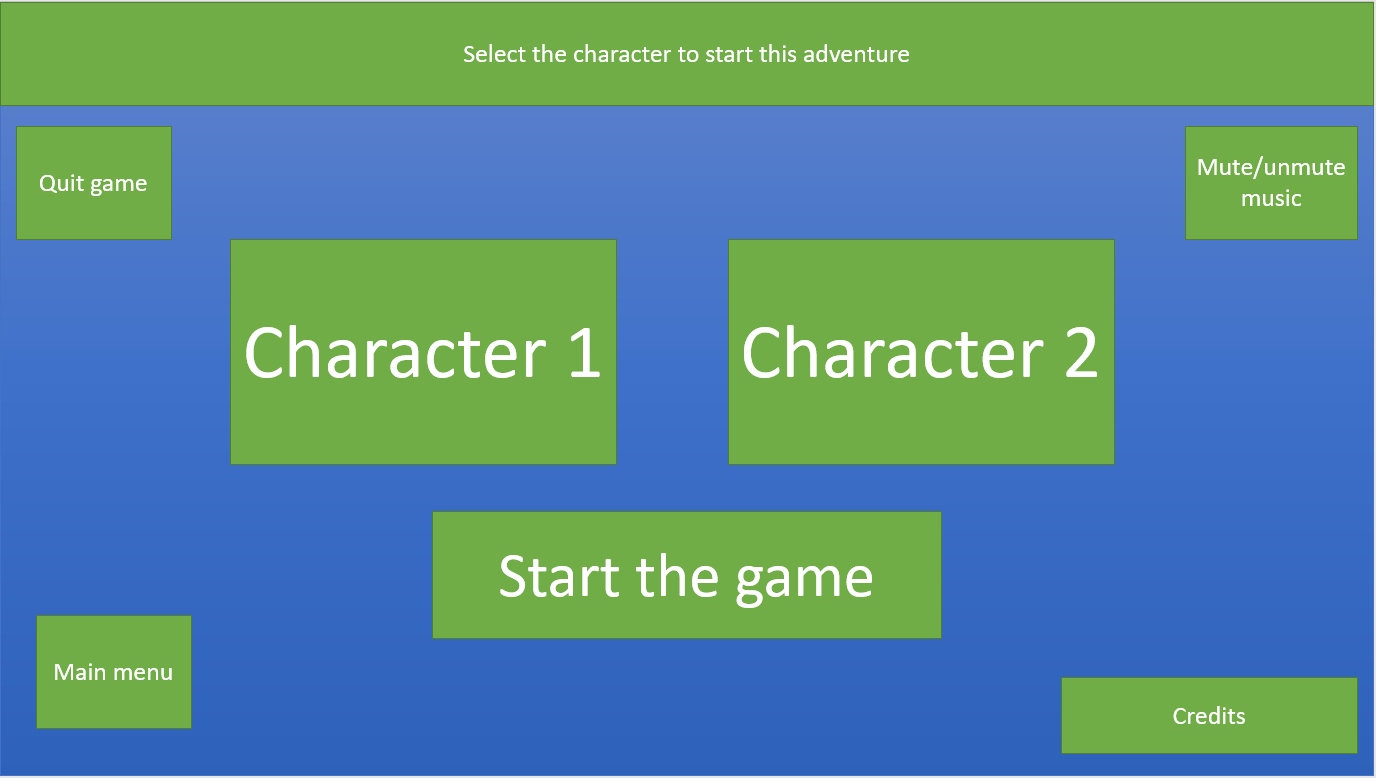 Select the character to start this adventure
Quit game
Mute/unmute
music
Character 1
Character 2
Start the game
Main menu
Credits